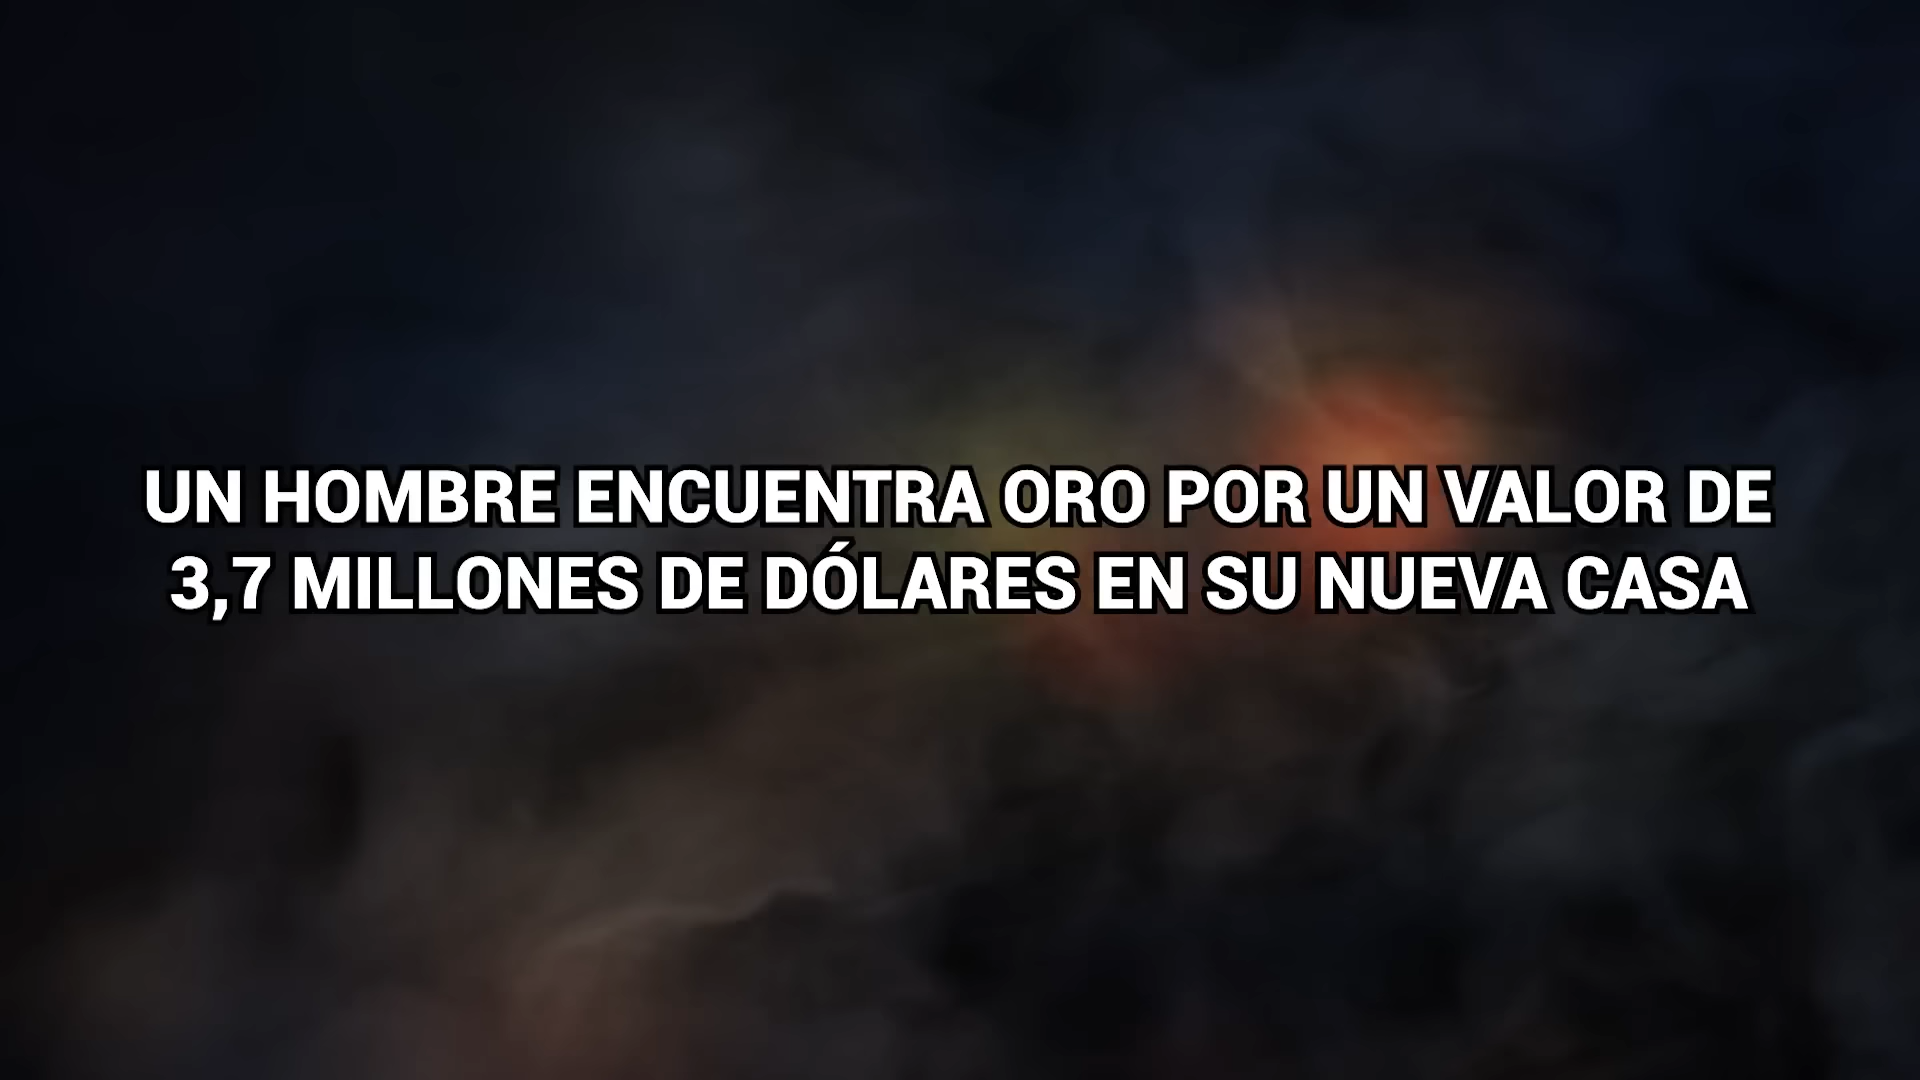 UN HOMBRE ENCUENTRA ORO POR UN VALOR DE
3,7 MILLONES DE DÓLARES EN SU NUEVA CASA